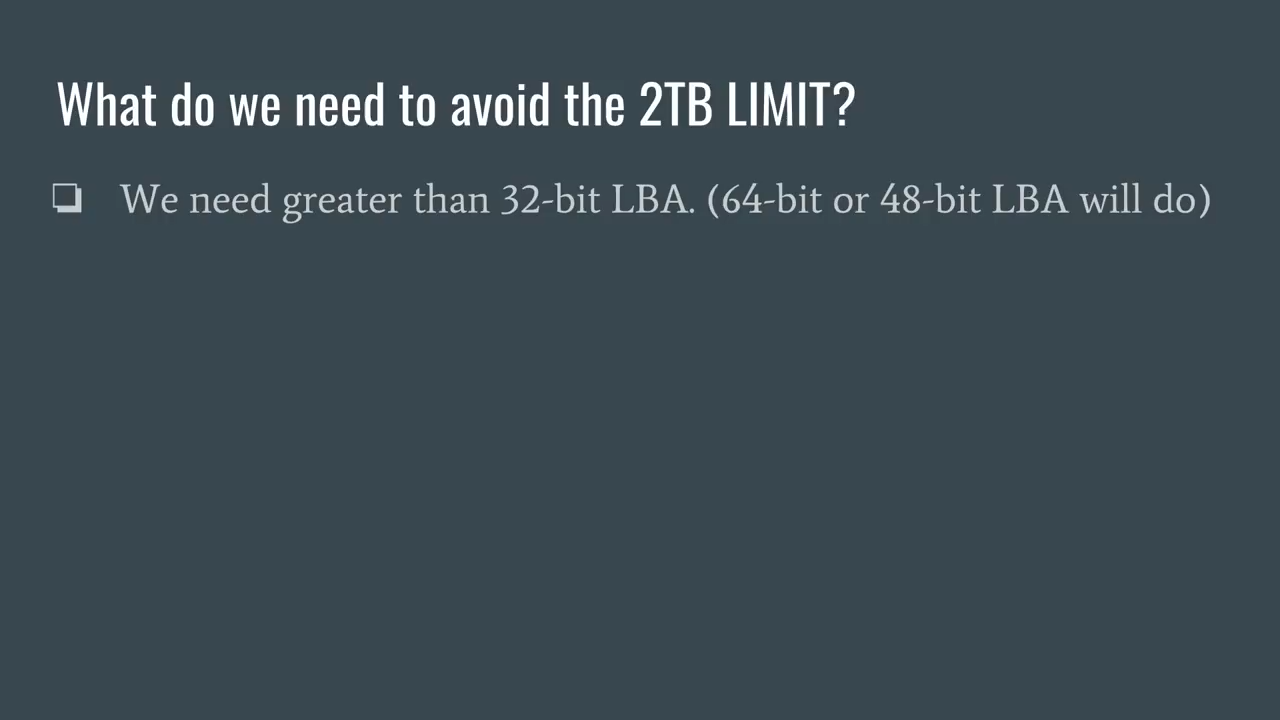 What do we need to avoid the 2TB LIMIT?
❏ We need greater than 32-bit LBA. (64-bit or 48-bit LBA will do)